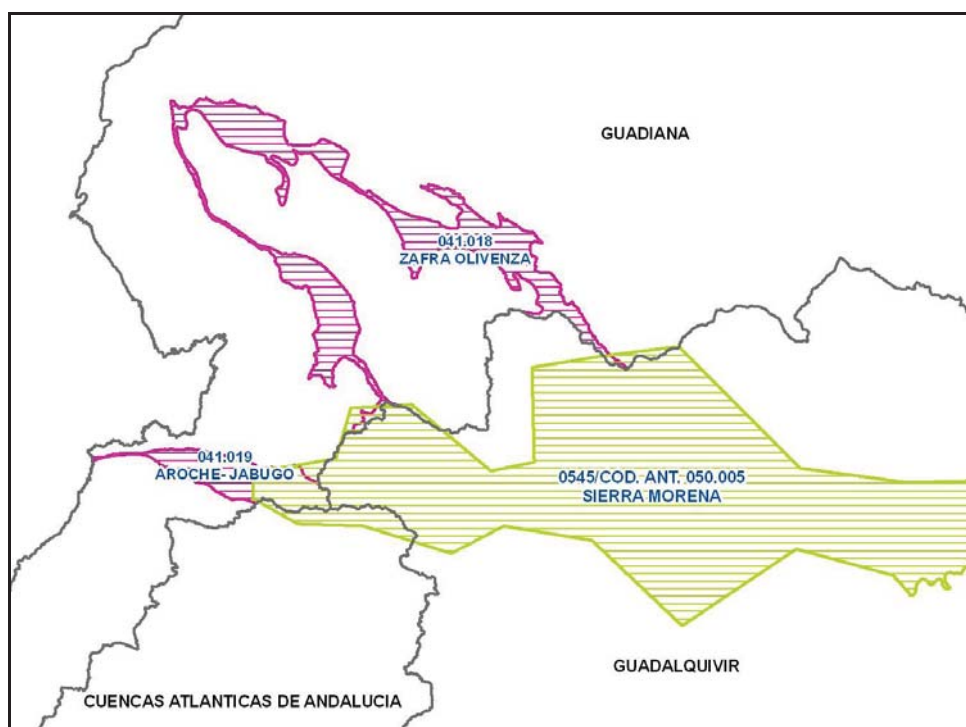 GUADIANA
041.018
ZAFRA OLIVENZA
041.019
AROCHE- JABUGO
0545/COD. ANT. 050.005
SIERRA MORENA
GUADALQUIVIR
CUENCAS ATLANTICAS DE ANDALUCIA